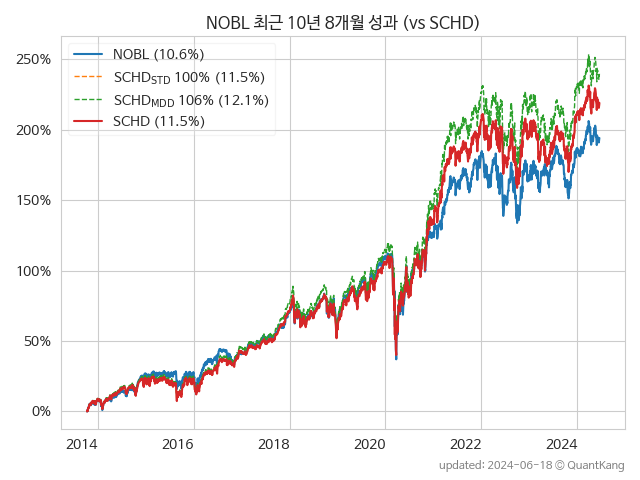 NOBL 최근 10년 8개월 성과 (vs SCHD)
NOBL (10.6%)
SCHD_STD 100% (11.5%)
SCHD_MDD 106% (12.1%)
SCHD (11.5%)
250%
200%
150%
100%
50%
0%
2014 2016 2018 2020 2022 2024
updated: 2024-06-18 © QuantKang